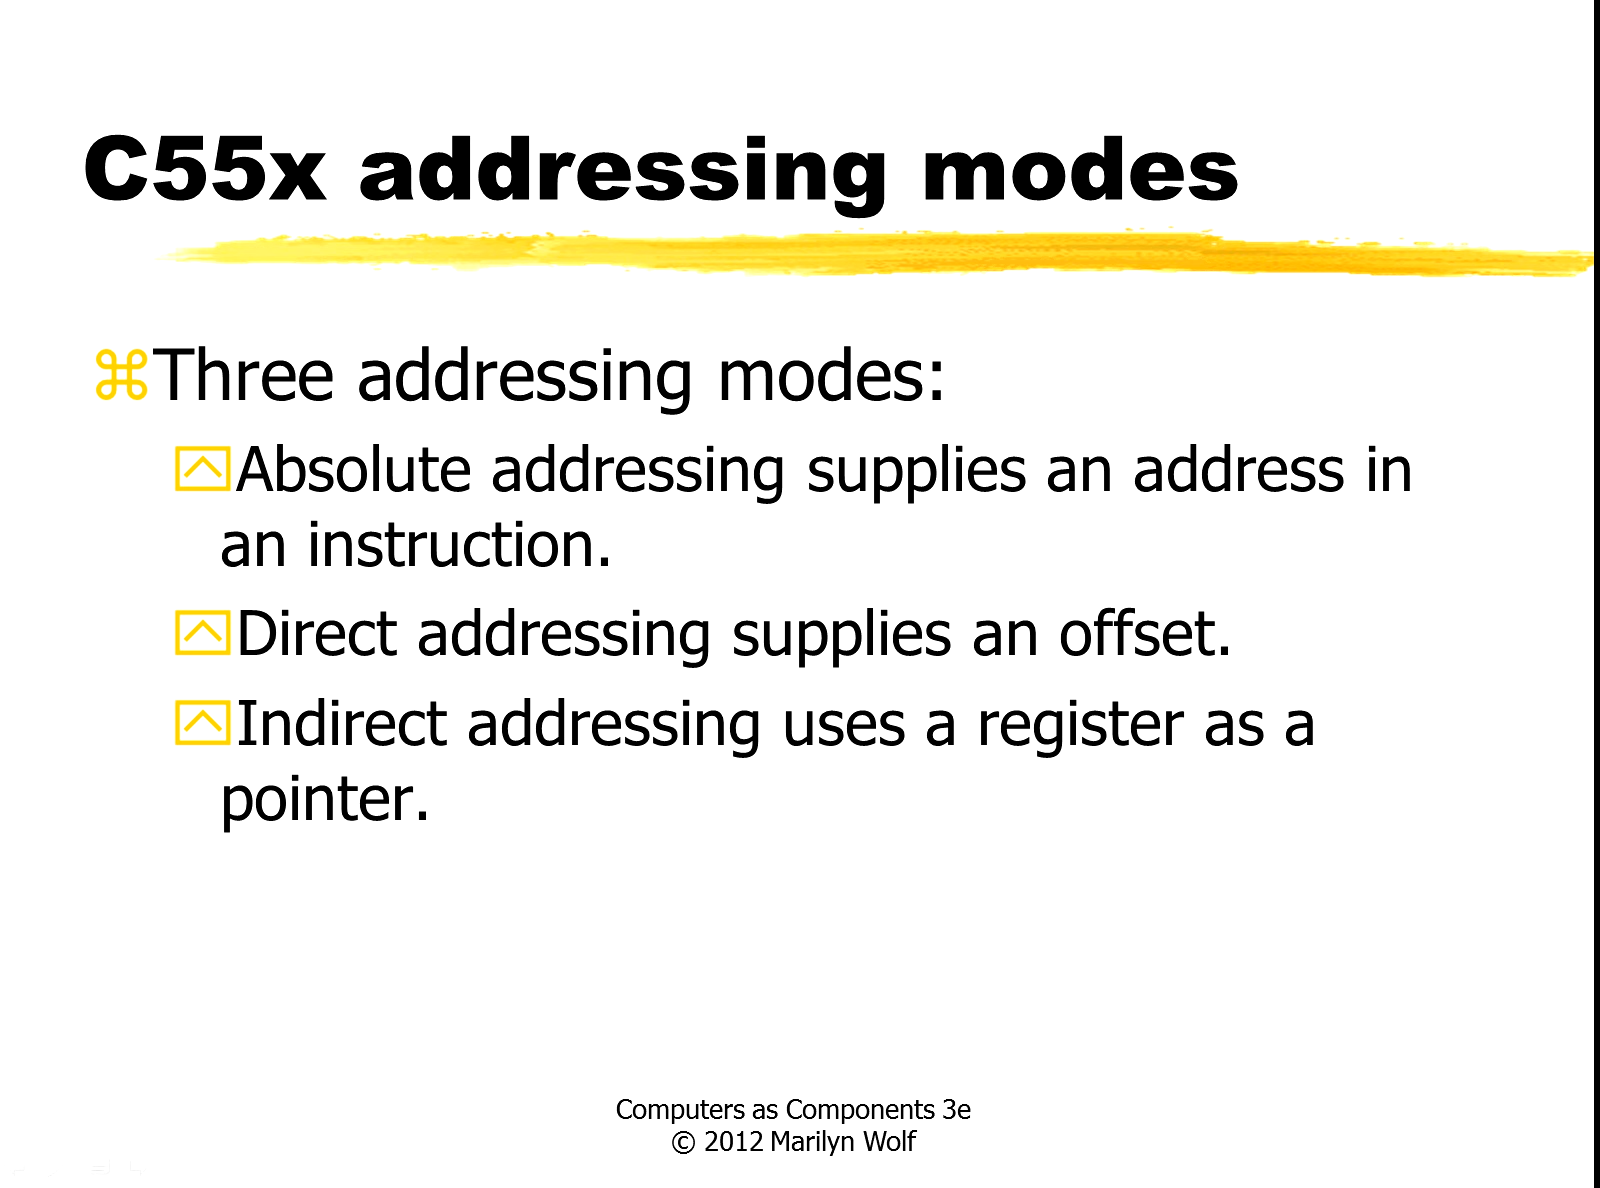 C55x addressing modes
⌘Three addressing modes:
Absolute addressing supplies an address in
an instruction.
Direct addressing supplies an offset.
Indirect addressing uses a register as a
pointer.
Computers as Components 3e
© 2012 Marilyn Wolf